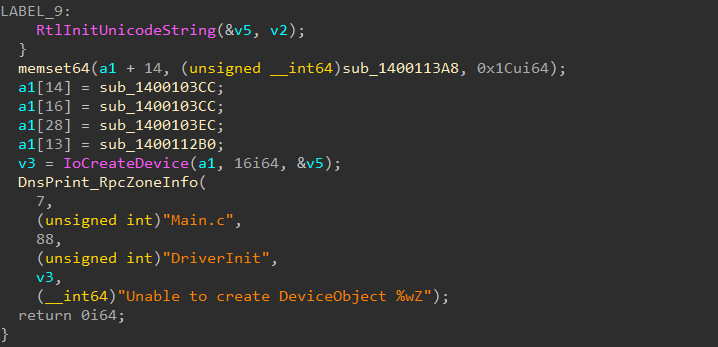 LABEL_9:
RtlInitUnicodeString(&v5, v2);
}
memset64(a1 + 14, (unsigned __int64)sub_1400113A8, 0x1Cui64);
a1[14] = sub_1400103CC;
a1[16] = sub_1400103CC;
a1[28] = sub_1400103EC;
a1[13] = sub_1400112B0;
v3 = IoCreateDevice(a1, 16i64, &v5);
DnsPrint_RpcZoneInfo(
7,
(unsigned int)"Main.c",
88,
(unsigned int)"DriverInit",
v3,
(__int64)"Unable to create DeviceObject %wZ");
return 0i64;
}